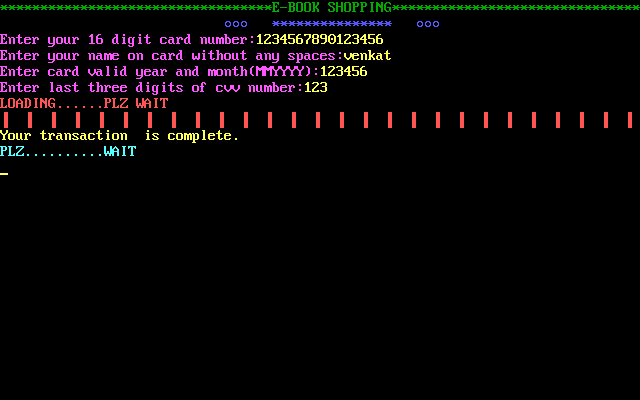 **********************************E-BOOK SHOPPING*******************************
ooo   ***************   ooo
Enter your 16 digit card number:1234567890123456
Enter your name on card without any spaces:venkat
Enter card valid year and month(MMYYYY):123456
Enter last three digits of cvv number:123
LOADING......PLZ WAIT
Your transaction  is complete.
PLZ..........WAIT